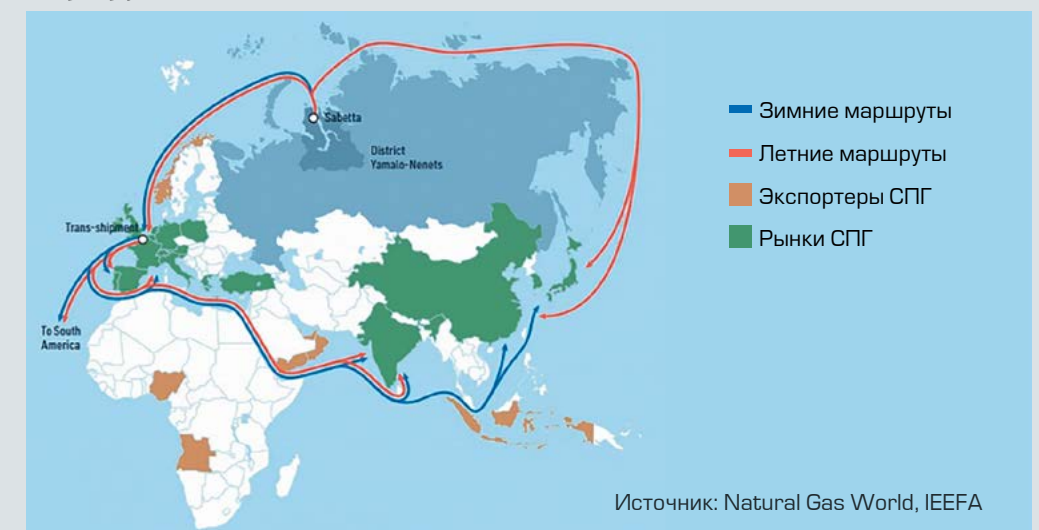 Sabetta
District
Yamalo-Nenets
Trans-shipment
To South
America
Зимние маршруты
Летние маршруты
Экспортеры СПГ
Рынки СПГ
Источник: Natural Gas World, IEEFA